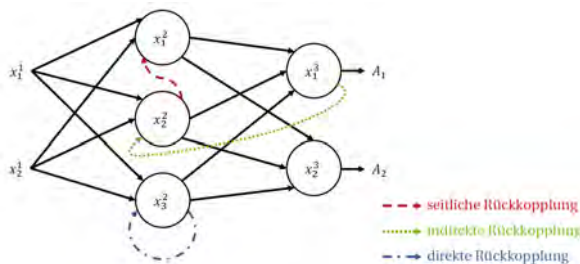 x₁²
x₁¹ x₁³ A₁
x₂²
x₂¹ x₂³ A₂
x₃²
seitliche Rückkopplung
indirekte Rückkopplung
direkte Rückkopplung